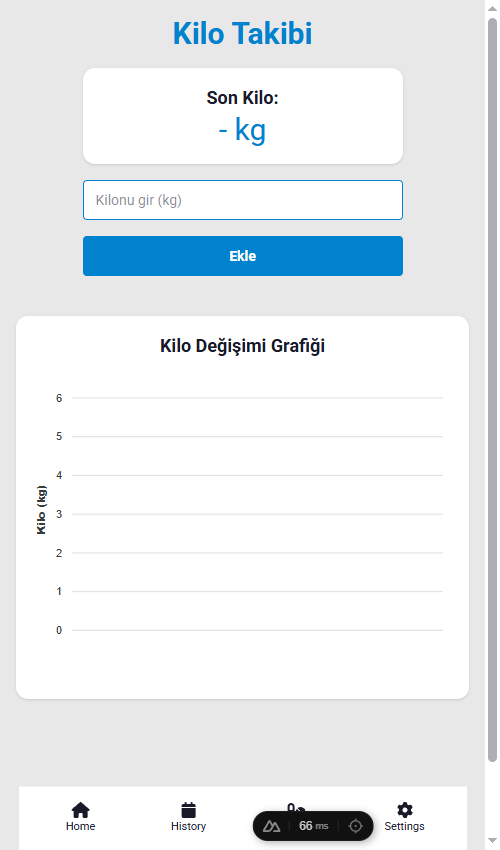 Kilo Takibi
Son Kilo:
- kg
Kilonu gir (kg)
Ekle
Kilo Değişimi Grafiği
6
5
4
3
2
1
0
Kilo (kg)
Home
History
Settings
66 ms